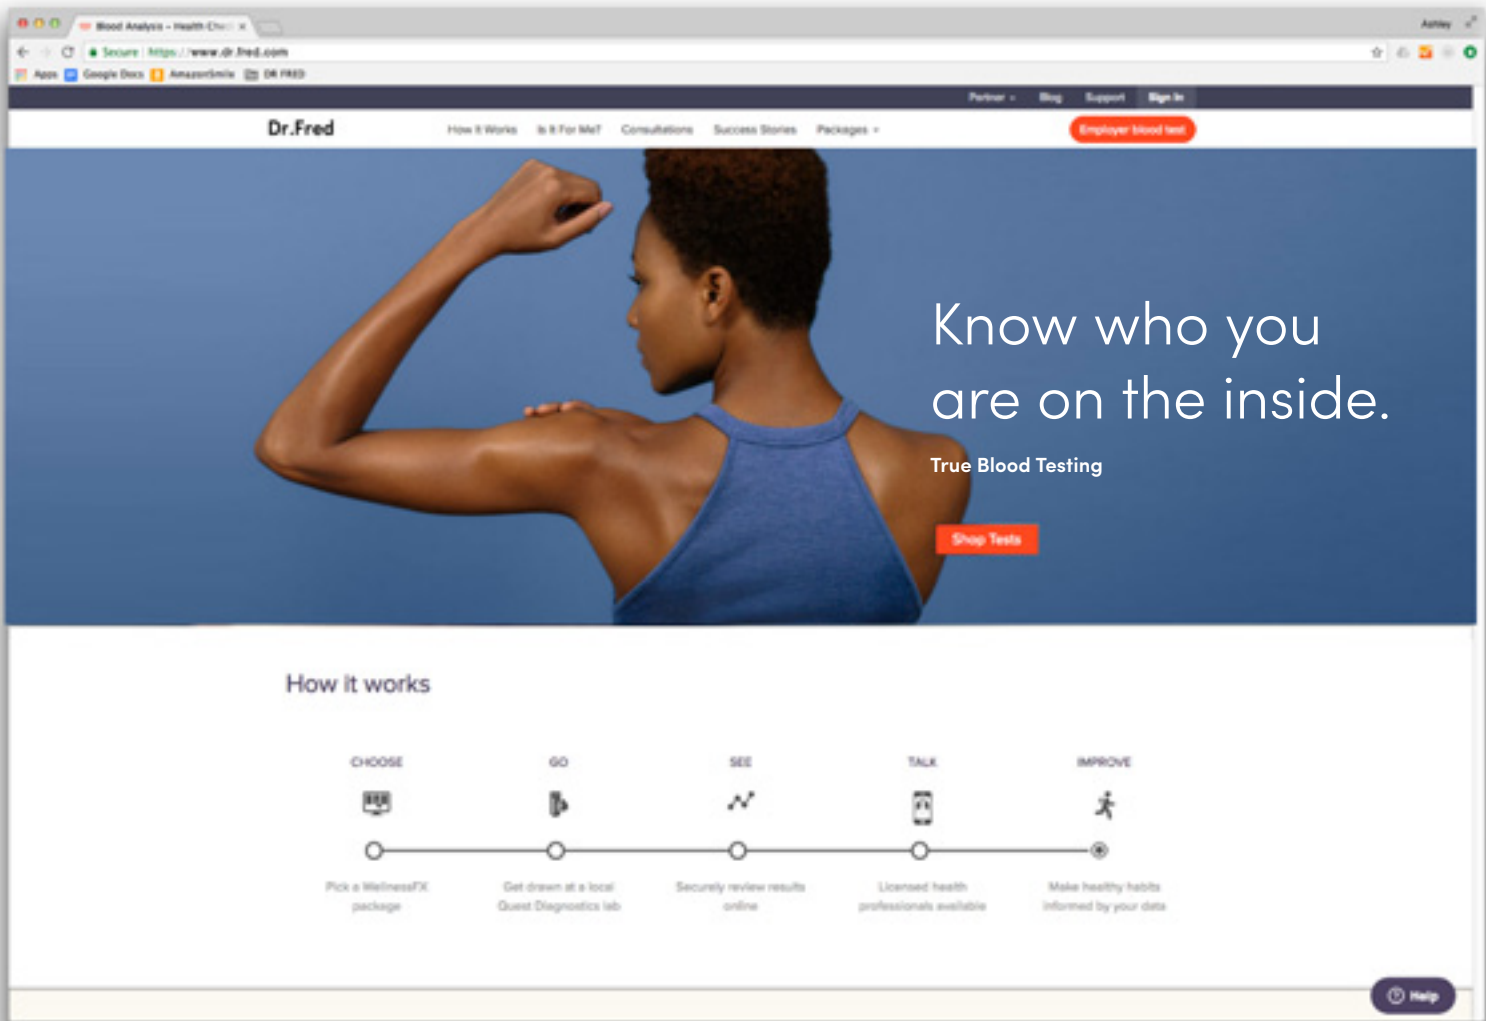 Blood Analysis – Health Chec
Ashley
Secure https://www.dr.fred.com
Apps Google Docs AmazonSmile DR FRED
Partner Blog Support Sign In
Dr.Fred How It Works Is It For Me? Consultations Success Stories Packages Employer blood test
Know who you
are on the inside.
True Blood Testing
Shop Tests
How it works
CHOOSE GO SEE TALK IMPROVE
Pick a WellnessFX Get drawn at a local Securely review results Licensed health Make healthy habits
package Quest Diagnostics lab online professionals available informed by your data
Help